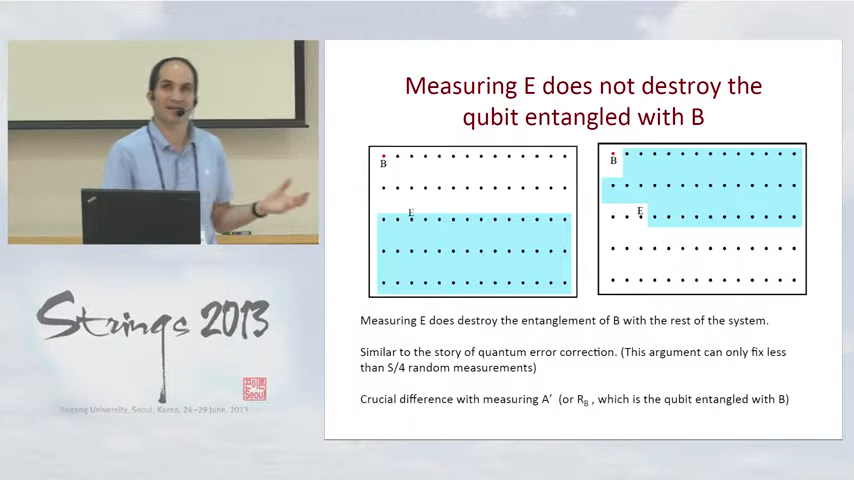 Measuring E does not destroy the
qubit entangled with B
B
E
B
E
Measuring E does destroy the entanglement of B with the rest of the system.
Similar to the story of quantum error correction. (This argument can only fix less
than S/4 random measurements)
Crucial difference with measuring A’ (or R_B , which is the qubit entangled with B)
Strings 2013
Seoul
Sogang University, Seoul, Korea, 24-29 June, 2013